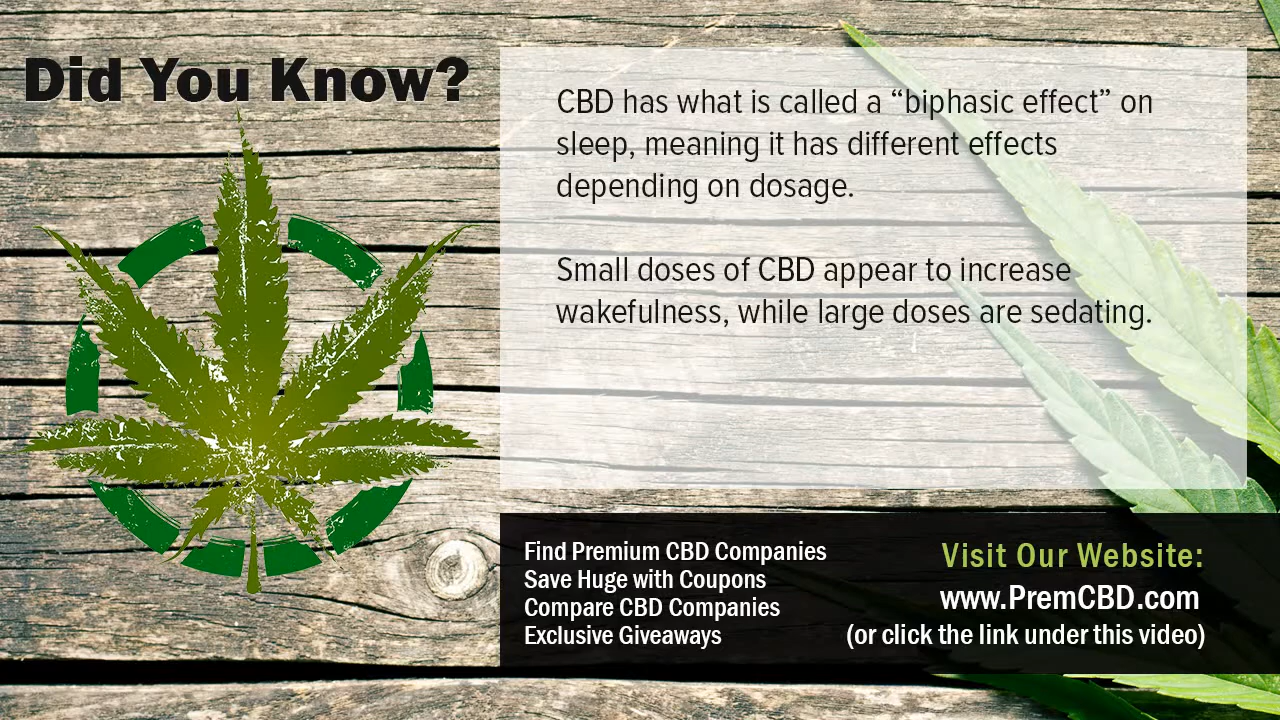 Did You Know?
CBD has what is called a “biphasic effect” on
sleep, meaning it has different effects
depending on dosage.
Small doses of CBD appear to increase
wakefulness, while large doses are sedating.
Find Premium CBD Companies
Save Huge with Coupons
Compare CBD Companies
Exclusive Giveaways
Visit Our Website:
www.PremCBD.com
(or click the link under this video)